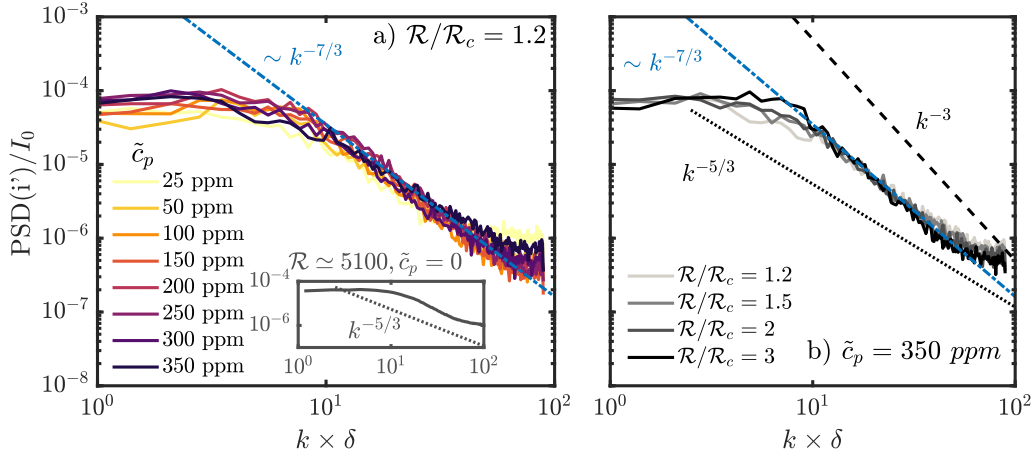 a) R/R_c = 1.2
~ k^{-7/3}
PSD(i')/I_0
10^{-3}
10^{-4}
10^{-5}
10^{-6}
10^{-7}
10^{-8}
c̃_p
25 ppm
50 ppm
100 ppm
150 ppm
200 ppm
250 ppm
300 ppm
350 ppm
R ≃ 5100, c̃_p = 0
10^{-4}
10^{-6}
k^{-5/3}
10^0
10^1
10^2
10^0
10^1
10^2
k × δ
~ k^{-7/3}
k^{-3}
k^{-5/3}
R/R_c = 1.2
R/R_c = 1.5
R/R_c = 2
R/R_c = 3
b) c̃_p = 350 ppm
10^0
10^1
10^2
k × δ